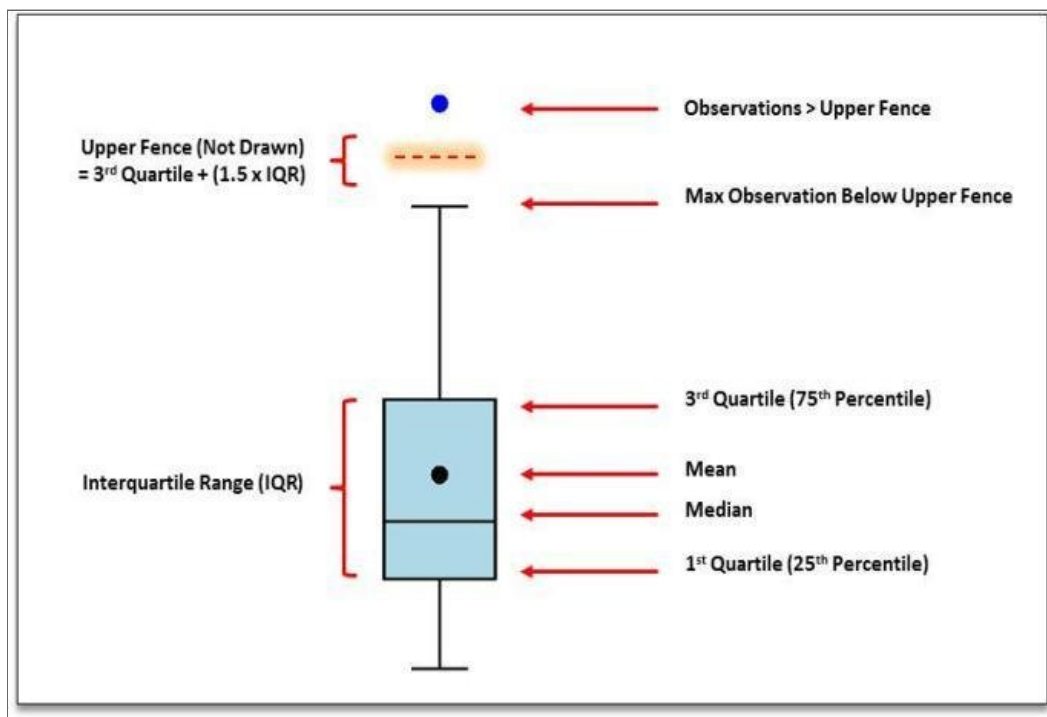 Observations > Upper Fence
Upper Fence (Not Drawn)
= 3rd Quartile + (1.5 x IQR)
Max Observation Below Upper Fence
3rd Quartile (75th Percentile)
Mean
Interquartile Range (IQR)
Median
1st Quartile (25th Percentile)